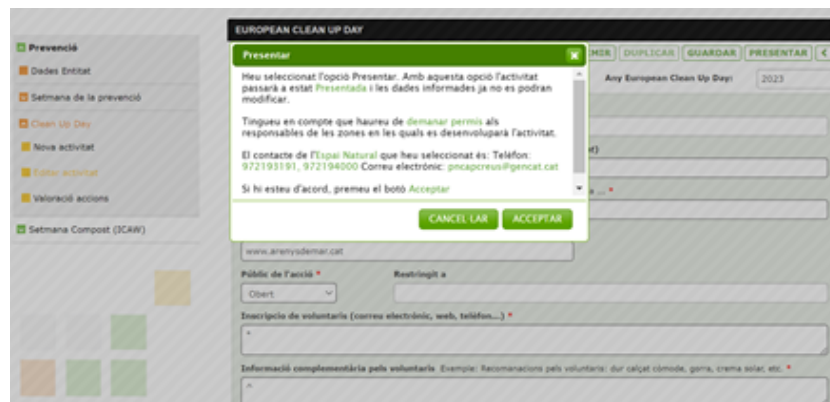 EUROPEAN CLEAN UP DAY
Prevenció
Dades Entitat
Setmana de la prevenció
Clean Up Day
Nova activitat
Editar activitat
Valoració accions
Setmana Compost (ICAW)
DUPLICAR GUARDAR PRESENTAR
Any European Clean Up Day: 2023
Presentar
Heu seleccionat l'opció Presentar. Amb aquesta opció l'activitat
passarà a estat Presentada i les dades informades ja no es podran
modificar.
Tingueu en compte que haureu de demanar permís als
responsables de les zones en les quals es desenvoluparà l'activitat.
El contacte de l'Espai Natural que heu seleccionat és: Telèfon:
972193191, 972194000 Correu electrònic: pncapcreus@gencat.cat
Si hi esteu d'acord, premeu el botó Acceptar
CANCEL·LAR ACCEPTAR
www.arenysdemar.cat
Públic de l'acció * Restringit a
Obert
Inscripcio de voluntaris (correu electrònic, web, telèfon...) *
Informació complementària pels voluntaris Exemple: Recomanacions pels voluntaris: dur calçat còmode, gorra, crema solar, etc. *